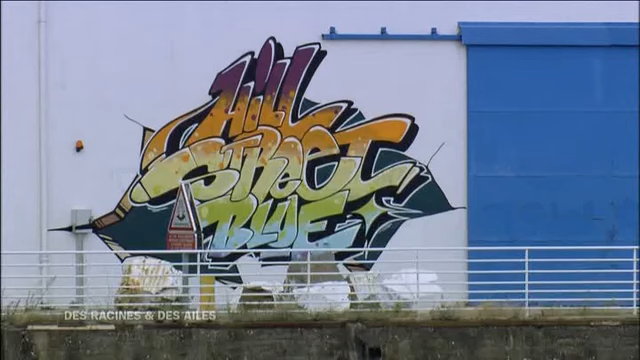 Hill
STREET
BLUE
DES RACINES & DES AILES